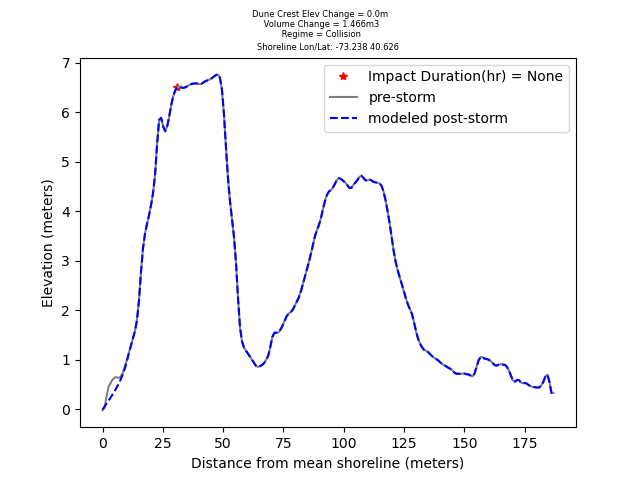 Dune Crest Elev Change = 0.0m
Volume Change = 1.466m3
Regime = Collision
Shoreline Lon/Lat: -73.238 40.626
Impact Duration(hr) = None
pre-storm
modeled post-storm
7
6
5
4
3
2
1
0
Elevation (meters)
0 25 50 75 100 125 150 175
Distance from mean shoreline (meters)